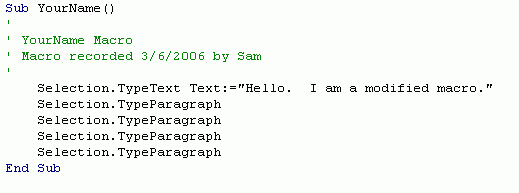 Sub YourName()
'
' YourName Macro
' Macro recorded 3/6/2006 by Sam
'
    Selection.TypeText Text:="Hello.  I am a modified macro."
    Selection.TypeParagraph
    Selection.TypeParagraph
    Selection.TypeParagraph
    Selection.TypeParagraph
End Sub